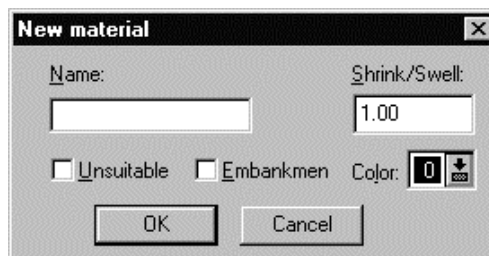 New material
Name: Shrink/Swell:
1.00
Unsuitable Embankmen Color: 0
OK Cancel